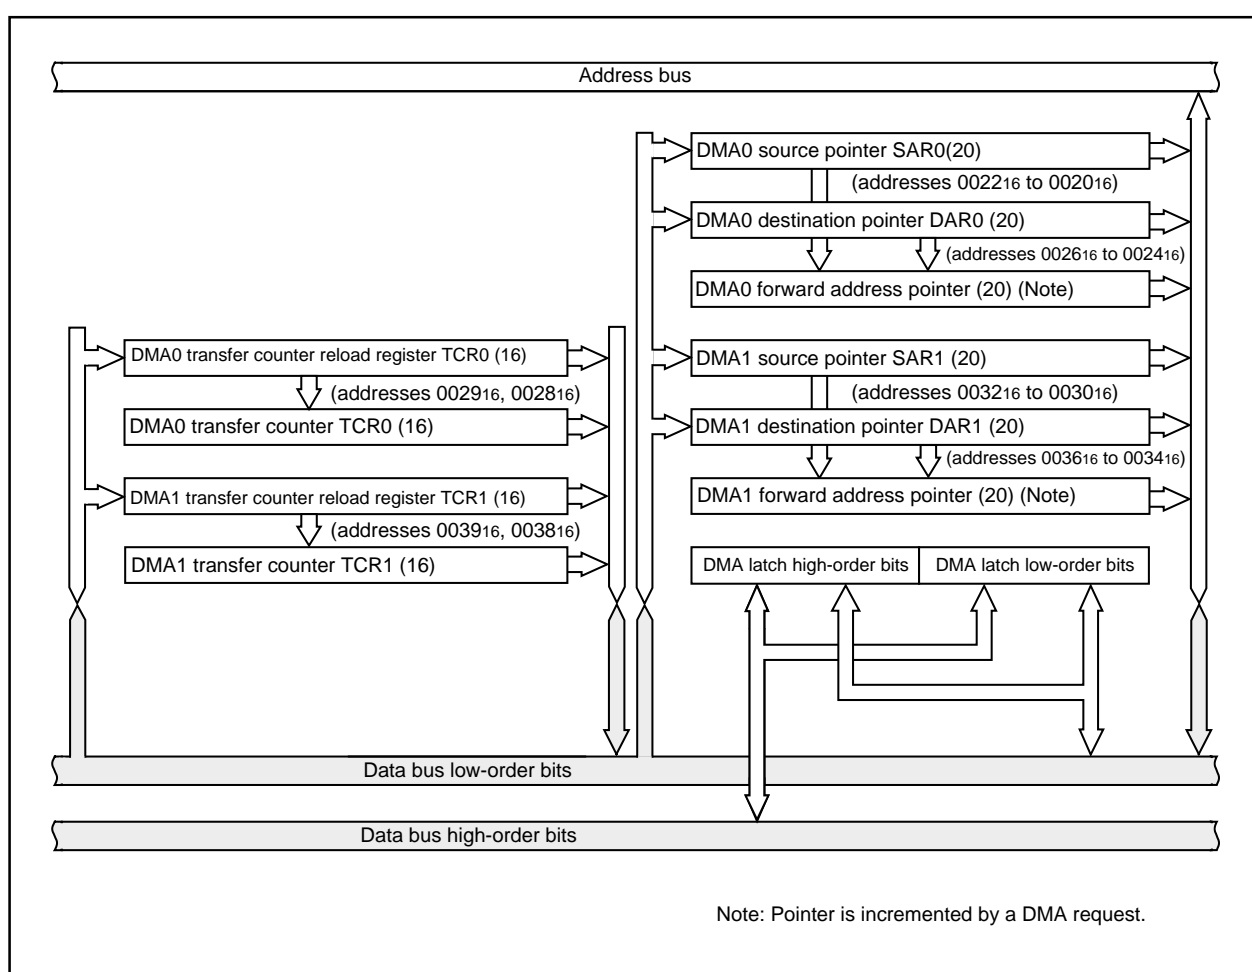 Address bus
DMA0 source pointer SAR0(20)
(addresses 002216 to 002016)
DMA0 destination pointer DAR0 (20)
(addresses 002616 to 002416)
DMA0 forward address pointer (20) (Note)
DMA0 transfer counter reload register TCR0 (16)
(addresses 002916, 002816)
DMA0 transfer counter TCR0 (16)
DMA1 transfer counter reload register TCR1 (16)
(addresses 003916, 003816)
DMA1 transfer counter TCR1 (16)
DMA1 source pointer SAR1 (20)
(addresses 003216 to 003016)
DMA1 destination pointer DAR1 (20)
(addresses 003616 to 003416)
DMA1 forward address pointer (20) (Note)
DMA latch high-order bits
DMA latch low-order bits
Data bus low-order bits
Data bus high-order bits
Note: Pointer is incremented by a DMA request.